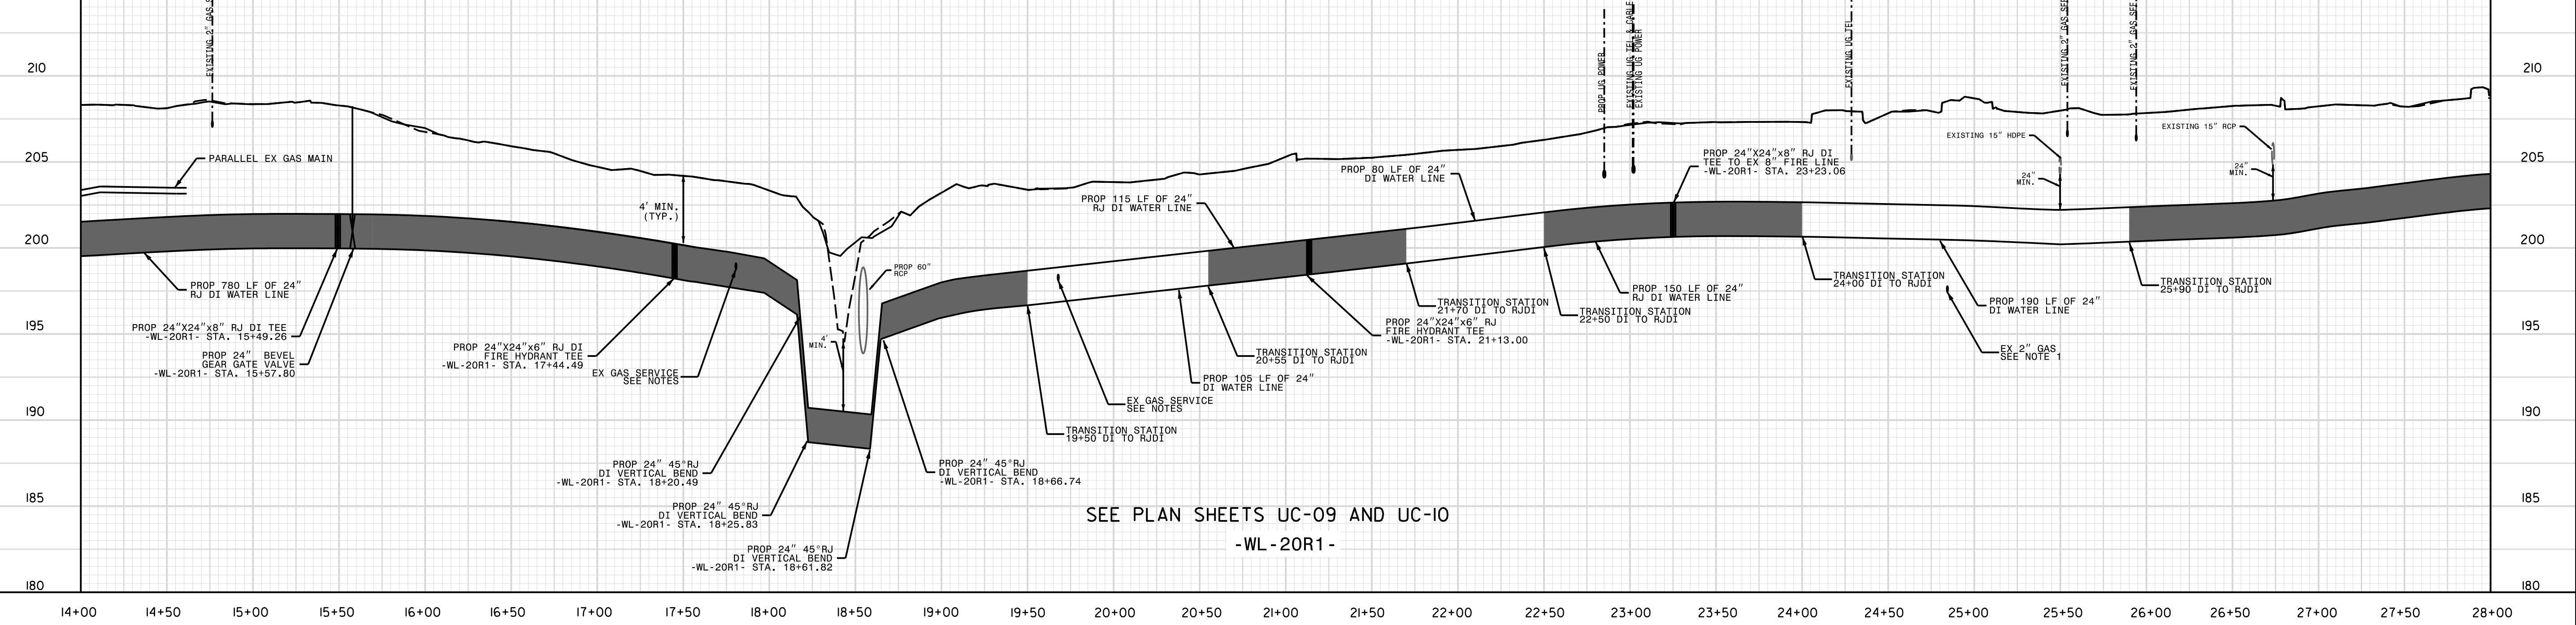 EXISTING 2" GAS
PROP UG POWER
EXISTING UG TEL & CABLE
EXISTING UG POWER
EXISTING UG TEL
EXISTING 2" GAS SEE
EXISTING 2" GAS SEE
210
210
205
205
200
200
195
195
190
190
185
185
180
180
PARALLEL EX GAS MAIN
4' MIN.
(TYP.)
PROP 780 LF OF 24"
RJ DI WATER LINE
PROP 24"X24"x8" RJ DI TEE
-WL-20R1- STA. 15+49.26
PROP 24" BEVEL
GEAR GATE VALVE
-WL-20R1- STA. 15+57.80
PROP 24"X24"x6" RJ DI
FIRE HYDRANT TEE
-WL-20R1- STA. 17+44.49
EX GAS SERVICE
SEE NOTES
PROP 24" 45°RJ
DI VERTICAL BEND
-WL-20R1- STA. 18+20.49
PROP 24" 45°RJ
DI VERTICAL BEND
-WL-20R1- STA. 18+25.83
PROP 24" 45°RJ
DI VERTICAL BEND
-WL-20R1- STA. 18+61.82
4'
MIN.
PROP 60"
RCP
PROP 24" 45°RJ
DI VERTICAL BEND
-WL-20R1- STA. 18+66.74
TRANSITION STATION
19+50 DI TO RJDI
EX GAS SERVICE
SEE NOTES
PROP 105 LF OF 24"
DI WATER LINE
TRANSITION STATION
20+55 DI TO RJDI
PROP 115 LF OF 24"
RJ DI WATER LINE
PROP 24"X24"x6" RJ
FIRE HYDRANT TEE
-WL-20R1- STA. 21+13.00
TRANSITION STATION
21+70 DI TO RJDI
PROP 80 LF OF 24"
DI WATER LINE
TRANSITION STATION
22+50 DI TO RJDI
PROP 150 LF OF 24"
RJ DI WATER LINE
PROP 24"X24"x8" RJ DI
TEE TO EX 8" FIRE LINE
-WL-20R1- STA. 23+23.06
TRANSITION STATION
24+00 DI TO RJDI
PROP 190 LF OF 24"
DI WATER LINE
EX 2" GAS
SEE NOTE 1
EXISTING 15" HDPE
24"
MIN.
TRANSITION STATION
25+90 DI TO RJDI
EXISTING 15" RCP
24"
MIN.
SEE PLAN SHEETS UC-09 AND UC-10
-WL-20R1-
14+00 14+50 15+00 15+50 16+00 16+50 17+00 17+50 18+00 18+50 19+00 19+50 20+00 20+50 21+00 21+50 22+00 22+50 23+00 23+50 24+00 24+50 25+00 25+50 26+00 26+50 27+00 27+50 28+00